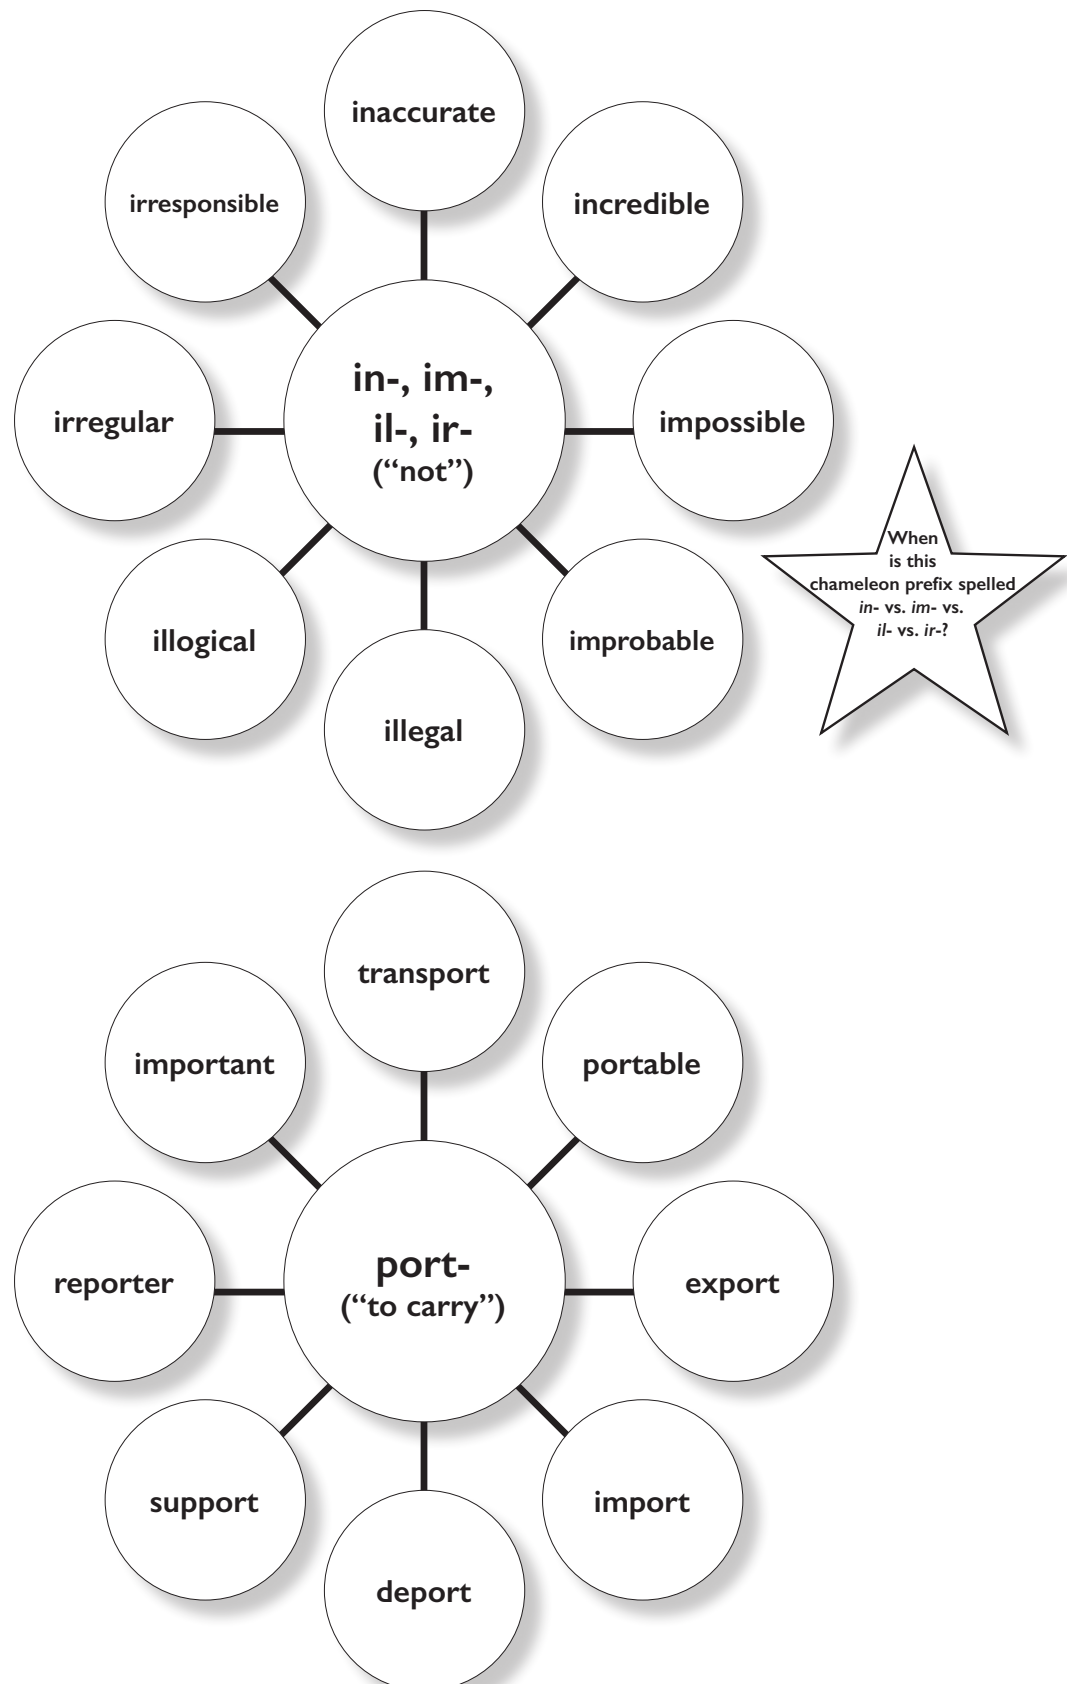 inaccurate
irresponsible
incredible
in-, im-,
il-, ir-
(“not”)
irregular
impossible
When
is this
chameleon prefix spelled
in- vs. im- vs.
il- vs. ir-?
illogical
improbable
illegal
transport
important
portable
port-
(“to carry”)
reporter
export
support
import
deport